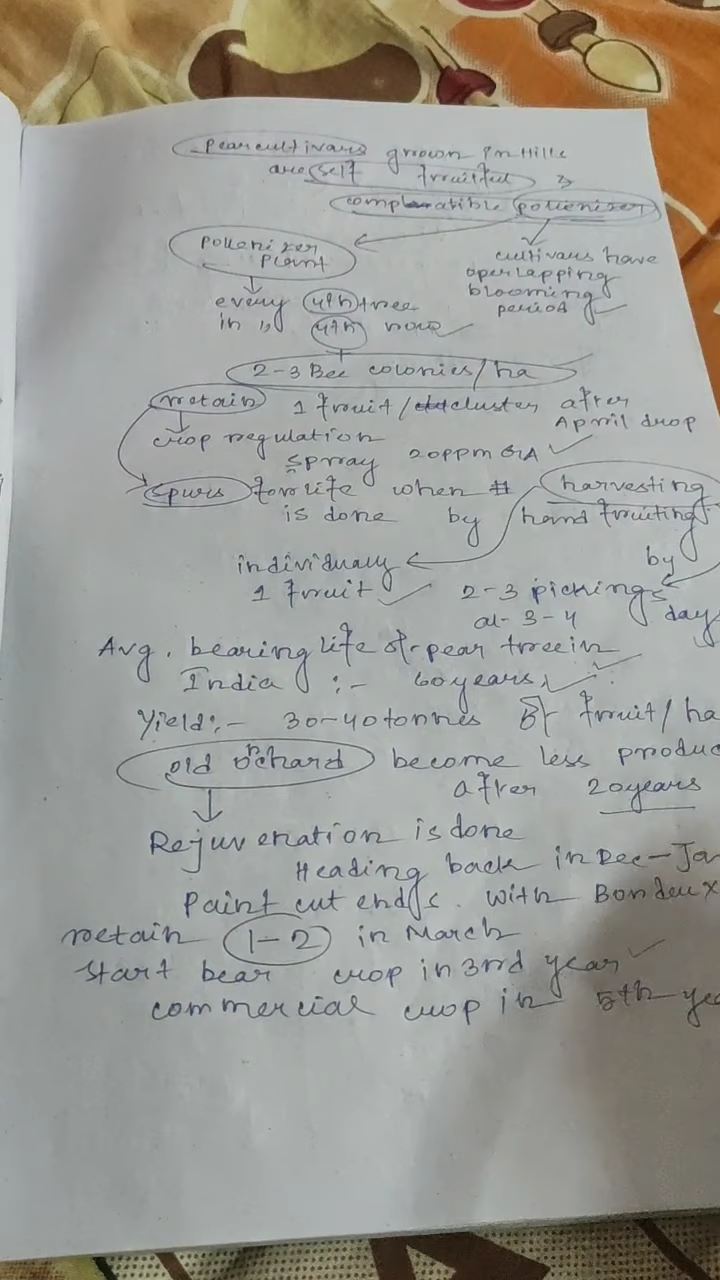 pear cultivars grown in Hills
are self fruitful &
compatible pollenizer
pollenizer plant
cultivars have
overlapping
blooming
period
every 4th tree
in 4th row
2-3 Bee colonies/ha
retain 1 fruit/cluster after
April drop
crop regulation
spray 20ppm GA
spurs for life when
harvesting
is done by hand fruiting
individually
1 fruit
by
2-3 pickings
at 3-4 days
Avg. bearing life of pear tree in
India :- 60 years
Yield:- 30-40 tonnes of fruit/ha
old orchard become less produc
after 20 years
Rejuvenation is done
Heading back in Dec-Jan
Paint cut ends with Bordeux
retain 1-2 in March
start bear crop in 3rd year
commercial crop in 5th yea